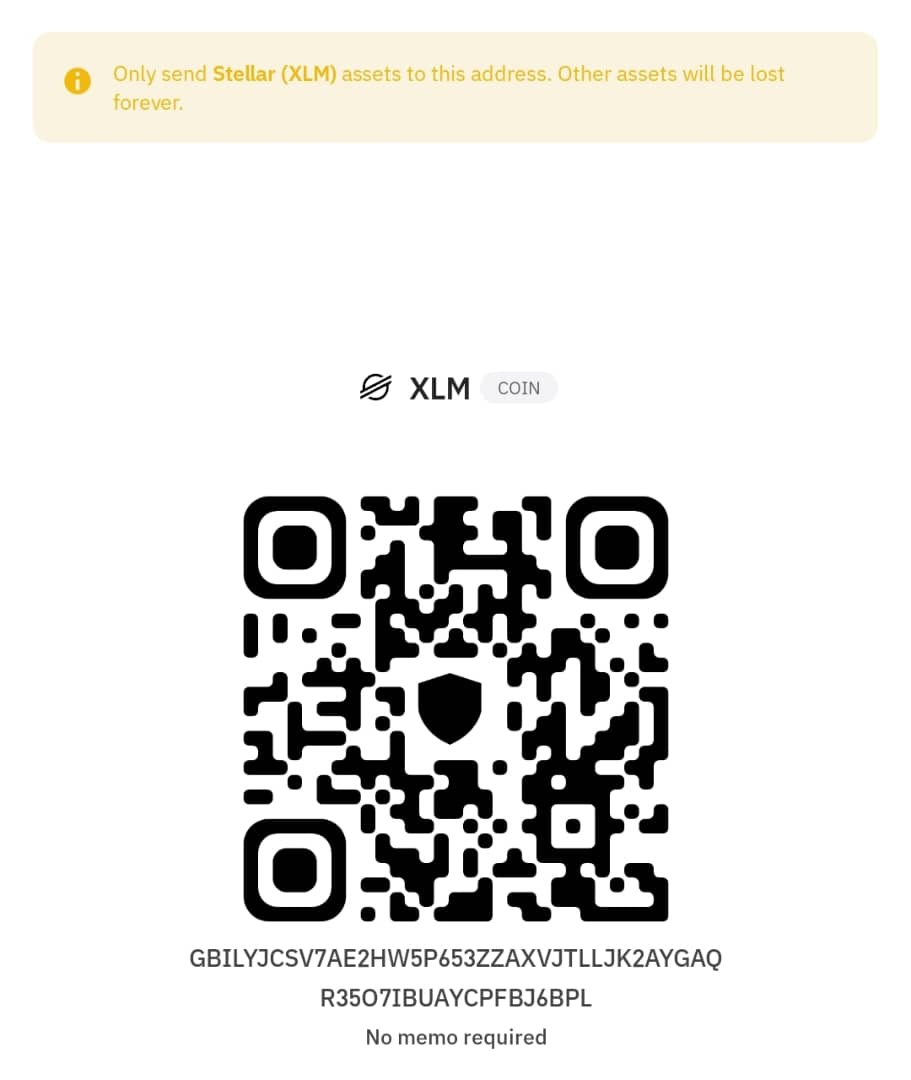 Only send Stellar (XLM) assets to this address. Other assets will be lost
forever.
XLM COIN
GBILYJCSV7AE2HW5P653ZZAXVJTLLJK2AYGAQ
R35O7IBUAYCPFBJ6BPL
No memo required